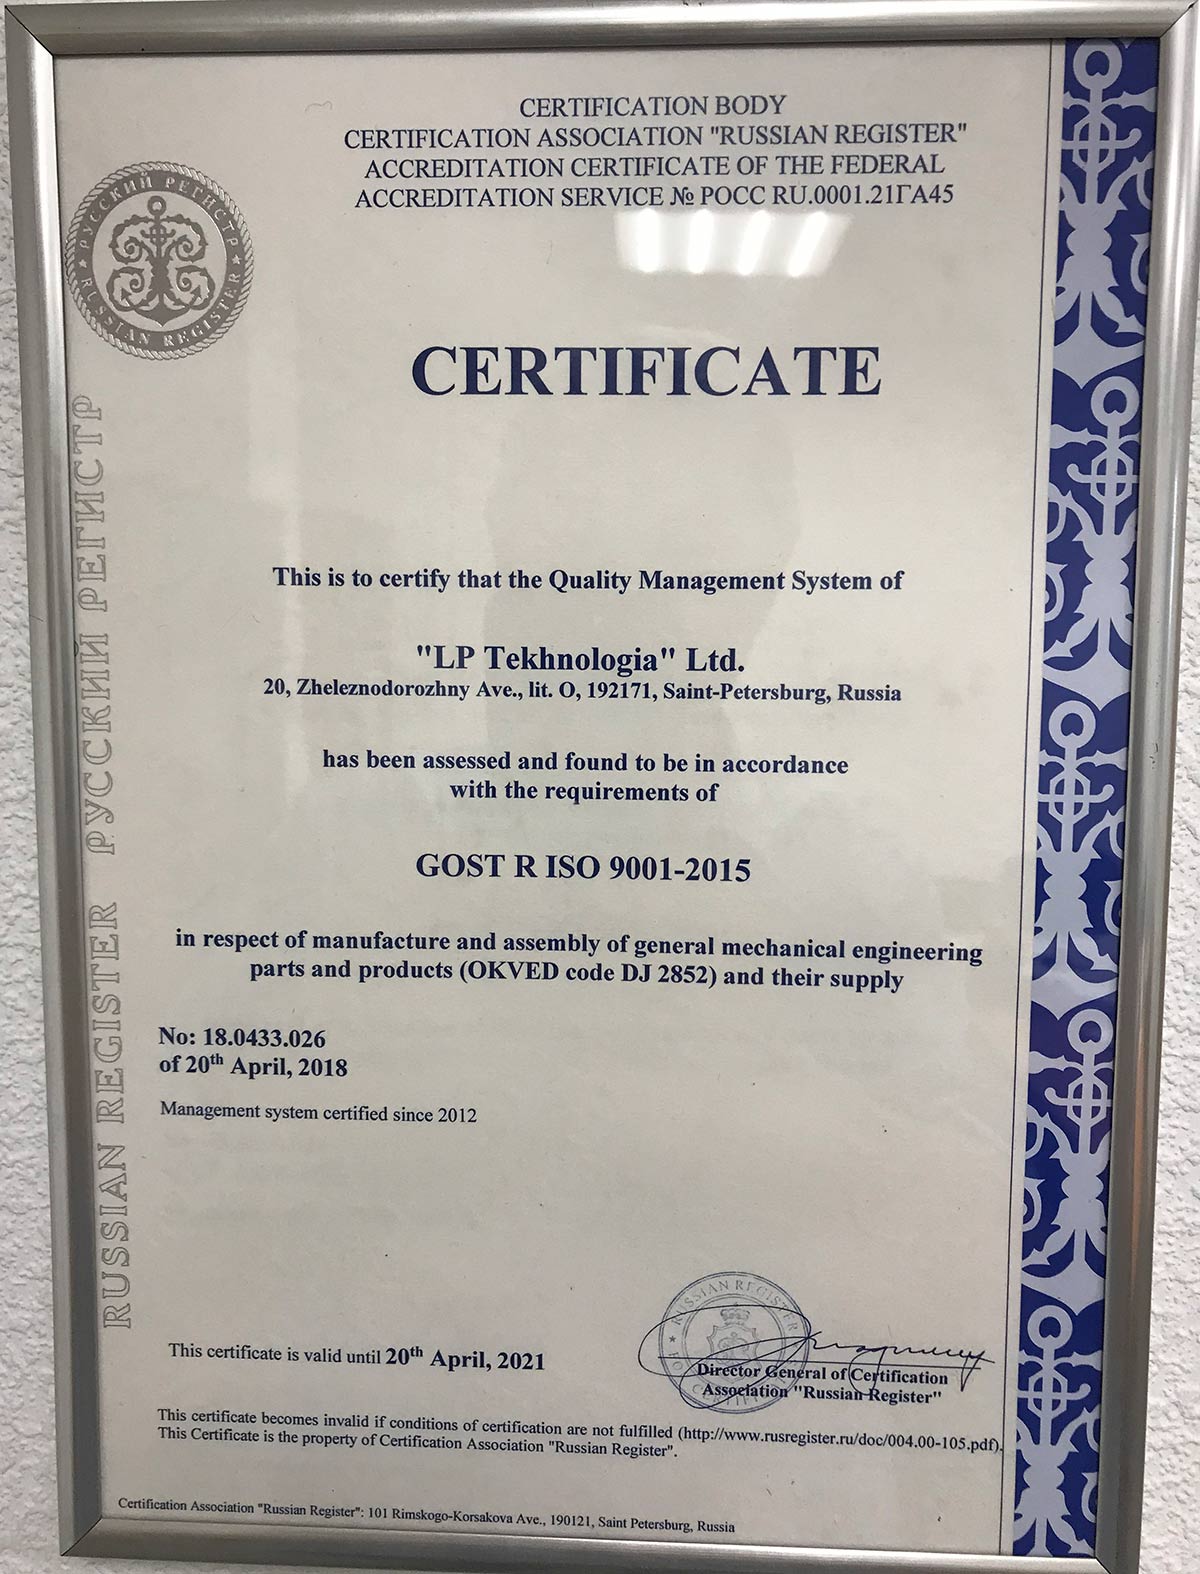 CERTIFICATION BODY
CERTIFICATION ASSOCIATION "RUSSIAN REGISTER"
ACCREDITATION CERTIFICATE OF THE FEDERAL
ACCREDITATION SERVICE № РОСС RU.0001.21ГА45
РУССКИЙ РЕГИСТР
RUSSIAN REGISTER
CERTIFICATE
This is to certify that the Quality Management System of
"LP Tekhnologia" Ltd.
20, Zheleznodorozhny Ave., lit. O, 192171, Saint-Petersburg, Russia
has been assessed and found to be in accordance
with the requirements of
GOST R ISO 9001-2015
in respect of manufacture and assembly of general mechanical engineering
parts and products (OKVED code DJ 2852) and their supply
No: 18.0433.026
of 20th April, 2018
Management system certified since 2012
RUSSIAN REGISTER РУССКИЙ РЕГИСТР
This certificate is valid until 20th April, 2021
RUSSIAN REGISTER
Director General of Certification
Association "Russian Register"
This certificate becomes invalid if conditions of certification are not fulfilled (http://www.rusregister.ru/doc/004.00-105.pdf).
This Certificate is the property of Certification Association "Russian Register".
Certification Association "Russian Register": 101 Rimskogo-Korsakova Ave., 190121, Saint Petersburg, Russia